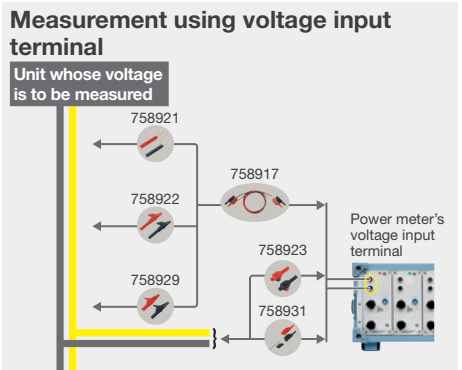 Measurement using voltage input
terminal
Unit whose voltage
is to be measured
758921
758917
758922
Power meter's
voltage input
terminal
758923
758929
758931